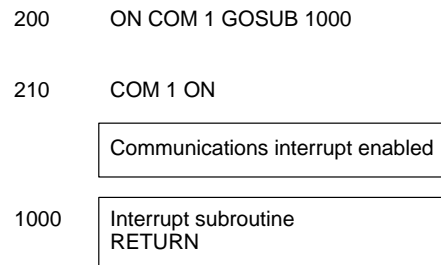 200 ON COM 1 GOSUB 1000
210 COM 1 ON
Communications interrupt enabled
1000 Interrupt subroutine
RETURN